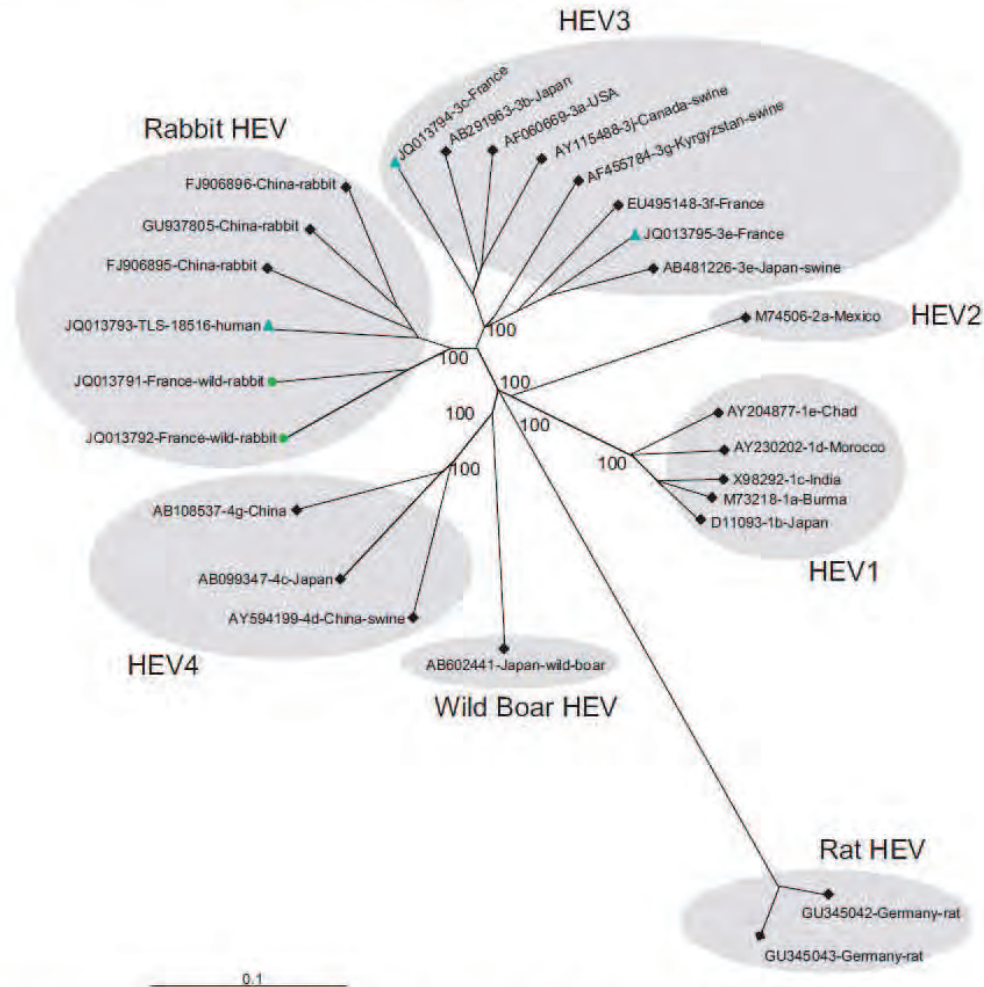 HEV3
JQ013794-3c-France
AB291963-3b-Japan
AF060669-3a-USA
AY115488-3j-Canada-swine
AF455784-3g-Kyrgyzstan-swine
EU495148-3f-France
JQ013795-3e-France
AB481226-3e-Japan-swine
Rabbit HEV
FJ906896-China-rabbit
GU937805-China-rabbit
FJ906895-China-rabbit
JQ013793-TLS-18516-human
JQ013791-France-wild-rabbit
JQ013792-France-wild-rabbit
M74506-2a-Mexico
HEV2
100
100
100
100
100
100
100
AY204877-1e-Chad
AY230202-1d-Morocco
X98292-1c-India
M73218-1a-Burma
D11093-1b-Japan
HEV1
AB108537-4g-China
AB099347-4c-Japan
AY594199-4d-China-swine
HEV4
AB602441-Japan-wild-boar
Wild Boar HEV
Rat HEV
GU345042-Germany-rat
GU345043-Germany-rat
0.1